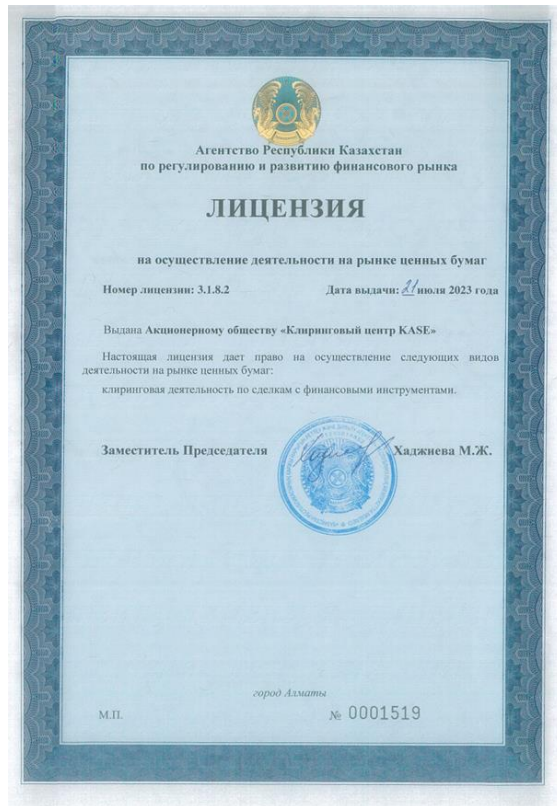 Агентство Республики Казахстан
по регулированию и развитию финансового рынка
ЛИЦЕНЗИЯ
на осуществление деятельности на рынке ценных бумаг
Номер лицензии: 3.1.8.2 Дата выдачи: 21 июля 2023 года
Выдана Акционерному обществу «Клиринговый центр KASE»
Настоящая лицензия дает право на осуществление следующих видов
деятельности на рынке ценных бумаг:
клиринговая деятельность по сделкам с финансовыми инструментами.
Заместитель Председателя Хаджиева М.Ж.
город Алматы
М.П. № 0001519